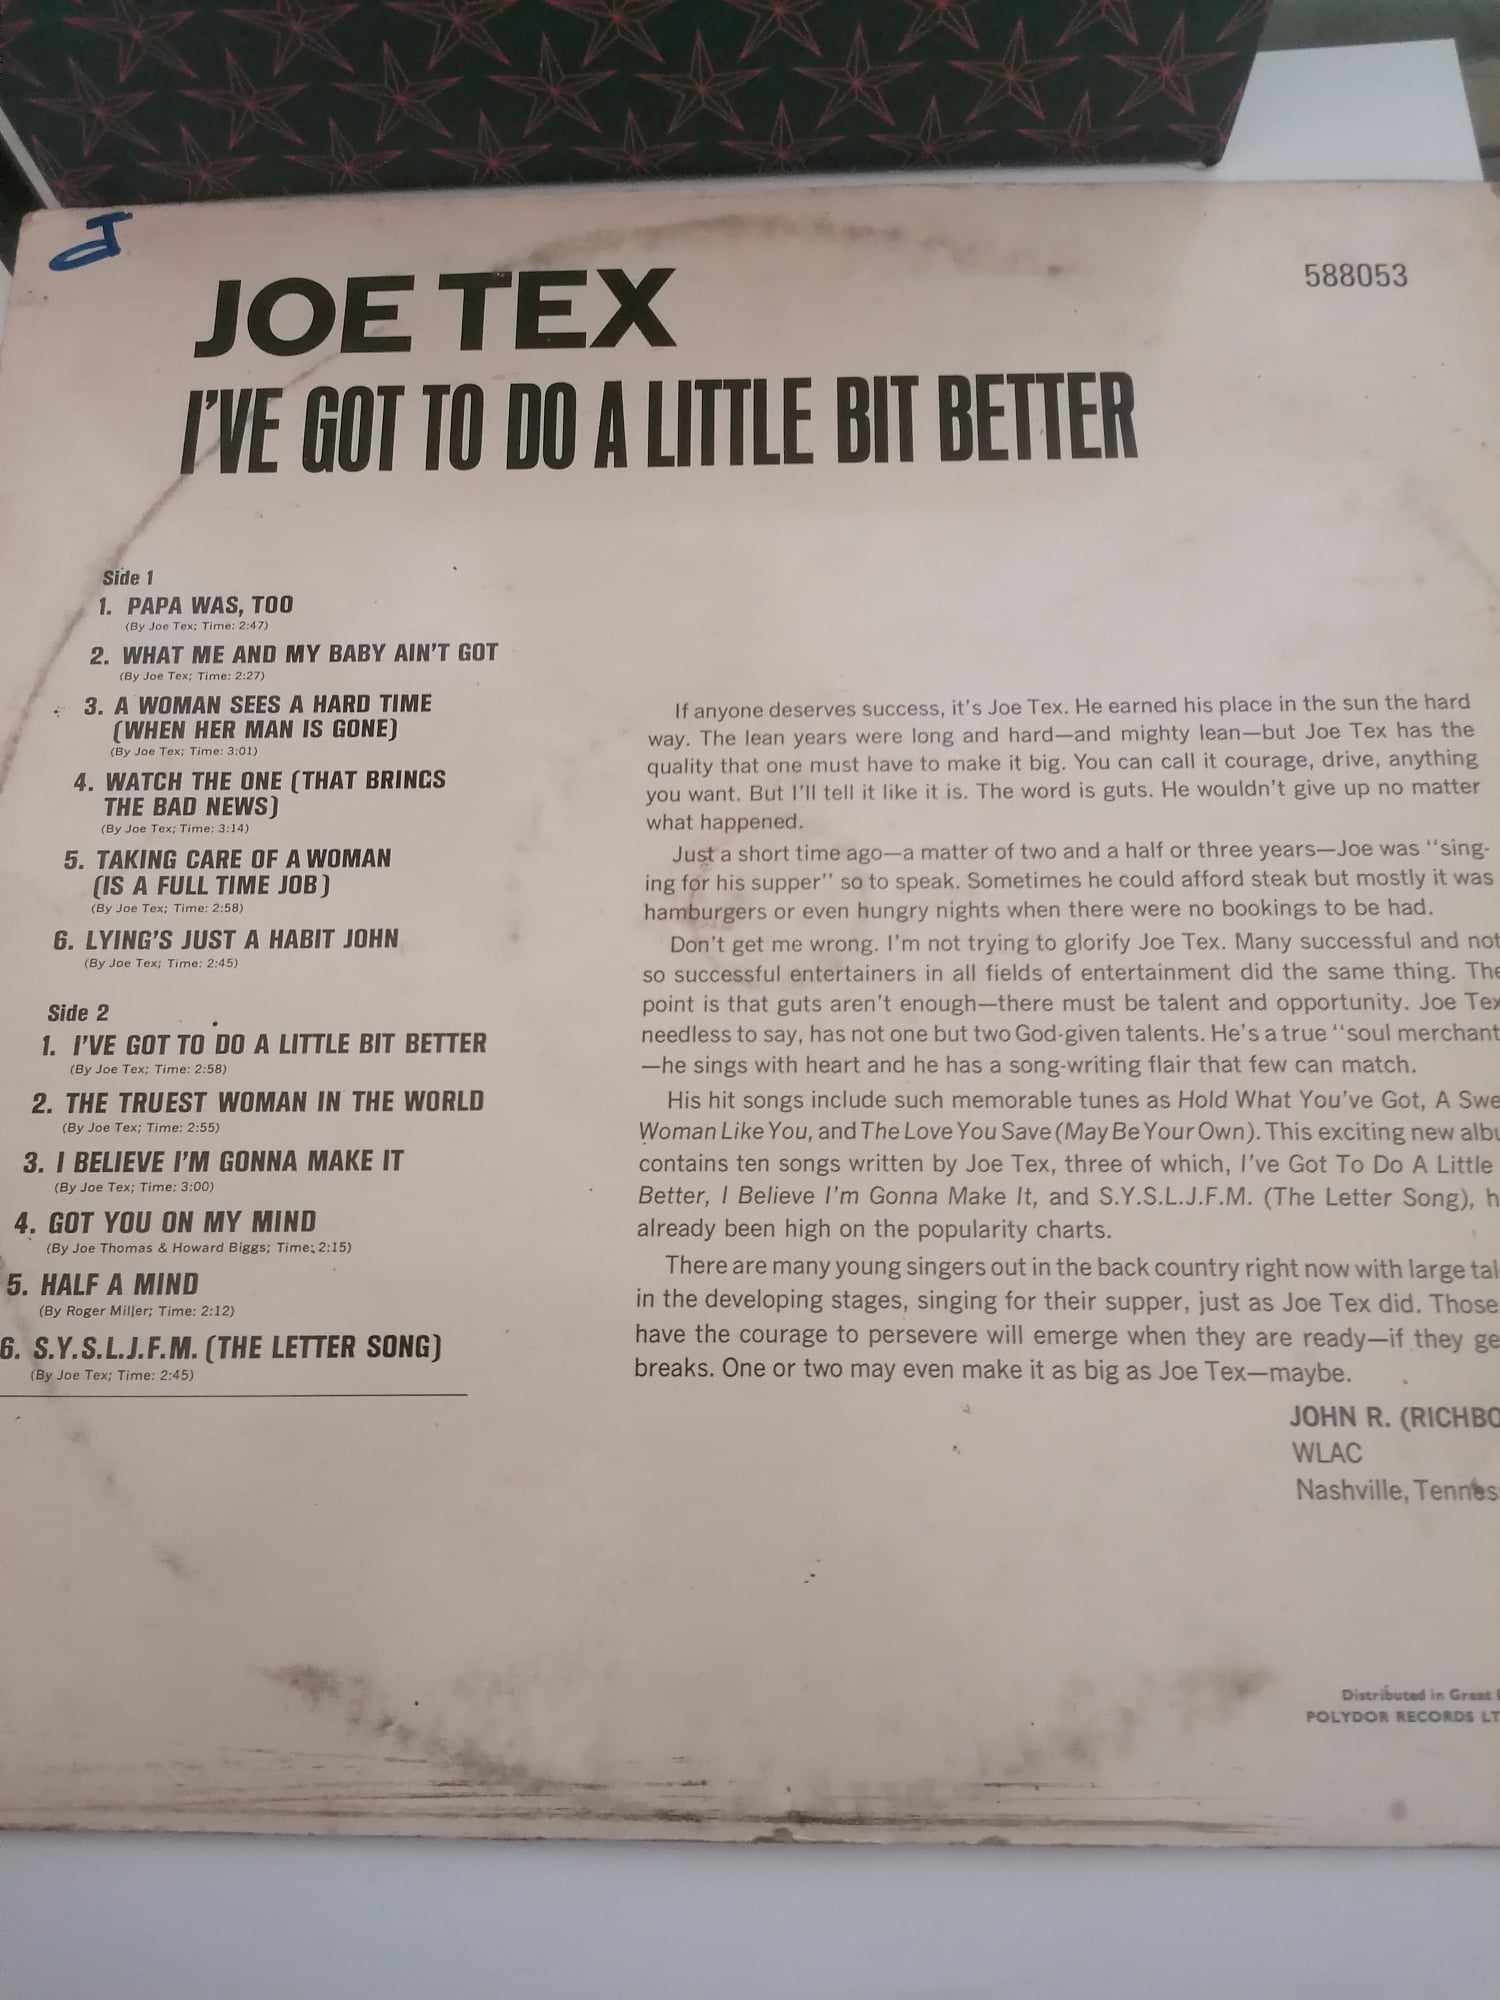 J
JOE TEX
588053
I'VE GOT TO DO A LITTLE BIT BETTER
Side 1
1. PAPA WAS, TOO
(By Joe Tex; Time: 2:47)
2. WHAT ME AND MY BABY AIN'T GOT
(By Joe Tex; Time: 2:27)
3. A WOMAN SEES A HARD TIME
(WHEN HER MAN IS GONE)
(By Joe Tex; Time: 3:01)
4. WATCH THE ONE (THAT BRINGS
THE BAD NEWS)
(By Joe Tex; Time: 3:14)
5. TAKING CARE OF A WOMAN
(IS A FULL TIME JOB)
(By Joe Tex; Time: 2:58)
6. LYING'S JUST A HABIT JOHN
(By Joe Tex; Time: 2:45)
Side 2
1. I'VE GOT TO DO A LITTLE BIT BETTER
(By Joe Tex; Time: 2:58)
2. THE TRUEST WOMAN IN THE WORLD
(By Joe Tex; Time: 2:55)
3. I BELIEVE I'M GONNA MAKE IT
(By Joe Tex; Time: 3:00)
4. GOT YOU ON MY MIND
(By Joe Thomas & Howard Biggs; Time: 2:15)
5. HALF A MIND
(By Roger Miller; Time: 2:12)
6. S.Y.S.L.J.F.M. (THE LETTER SONG)
(By Joe Tex; Time: 2:45)
If anyone deserves success, it's Joe Tex. He earned his place in the sun the hard
way. The lean years were long and hard—and mighty lean—but Joe Tex has the
quality that one must have to make it big. You can call it courage, drive, anything
you want. But I'll tell it like it is. The word is guts. He wouldn't give up no matter
what happened.
Just a short time ago—a matter of two and a half or three years—Joe was "sing-
ing for his supper" so to speak. Sometimes he could afford steak but mostly it was
hamburgers or even hungry nights when there were no bookings to be had.
Don't get me wrong. I'm not trying to glorify Joe Tex. Many successful and not
so successful entertainers in all fields of entertainment did the same thing. The
point is that guts aren't enough—there must be talent and opportunity. Joe Tex
needless to say, has not one but two God-given talents. He's a true "soul merchant
—he sings with heart and he has a song-writing flair that few can match.
His hit songs include such memorable tunes as Hold What You've Got, A Swe
Woman Like You, and The Love You Save (May Be Your Own). This exciting new albu
contains ten songs written by Joe Tex, three of which, I've Got To Do A Little
Better, I Believe I'm Gonna Make It, and S.Y.S.L.J.F.M. (The Letter Song), h
already been high on the popularity charts.
There are many young singers out in the back country right now with large tal
in the developing stages, singing for their supper, just as Joe Tex did. Those
have the courage to persevere will emerge when they are ready—if they ge
breaks. One or two may even make it as big as Joe Tex—maybe.
JOHN R. (RICHBO
WLAC
Nashville, Tennes
Distributed in Great
POLYDOR RECORDS LT